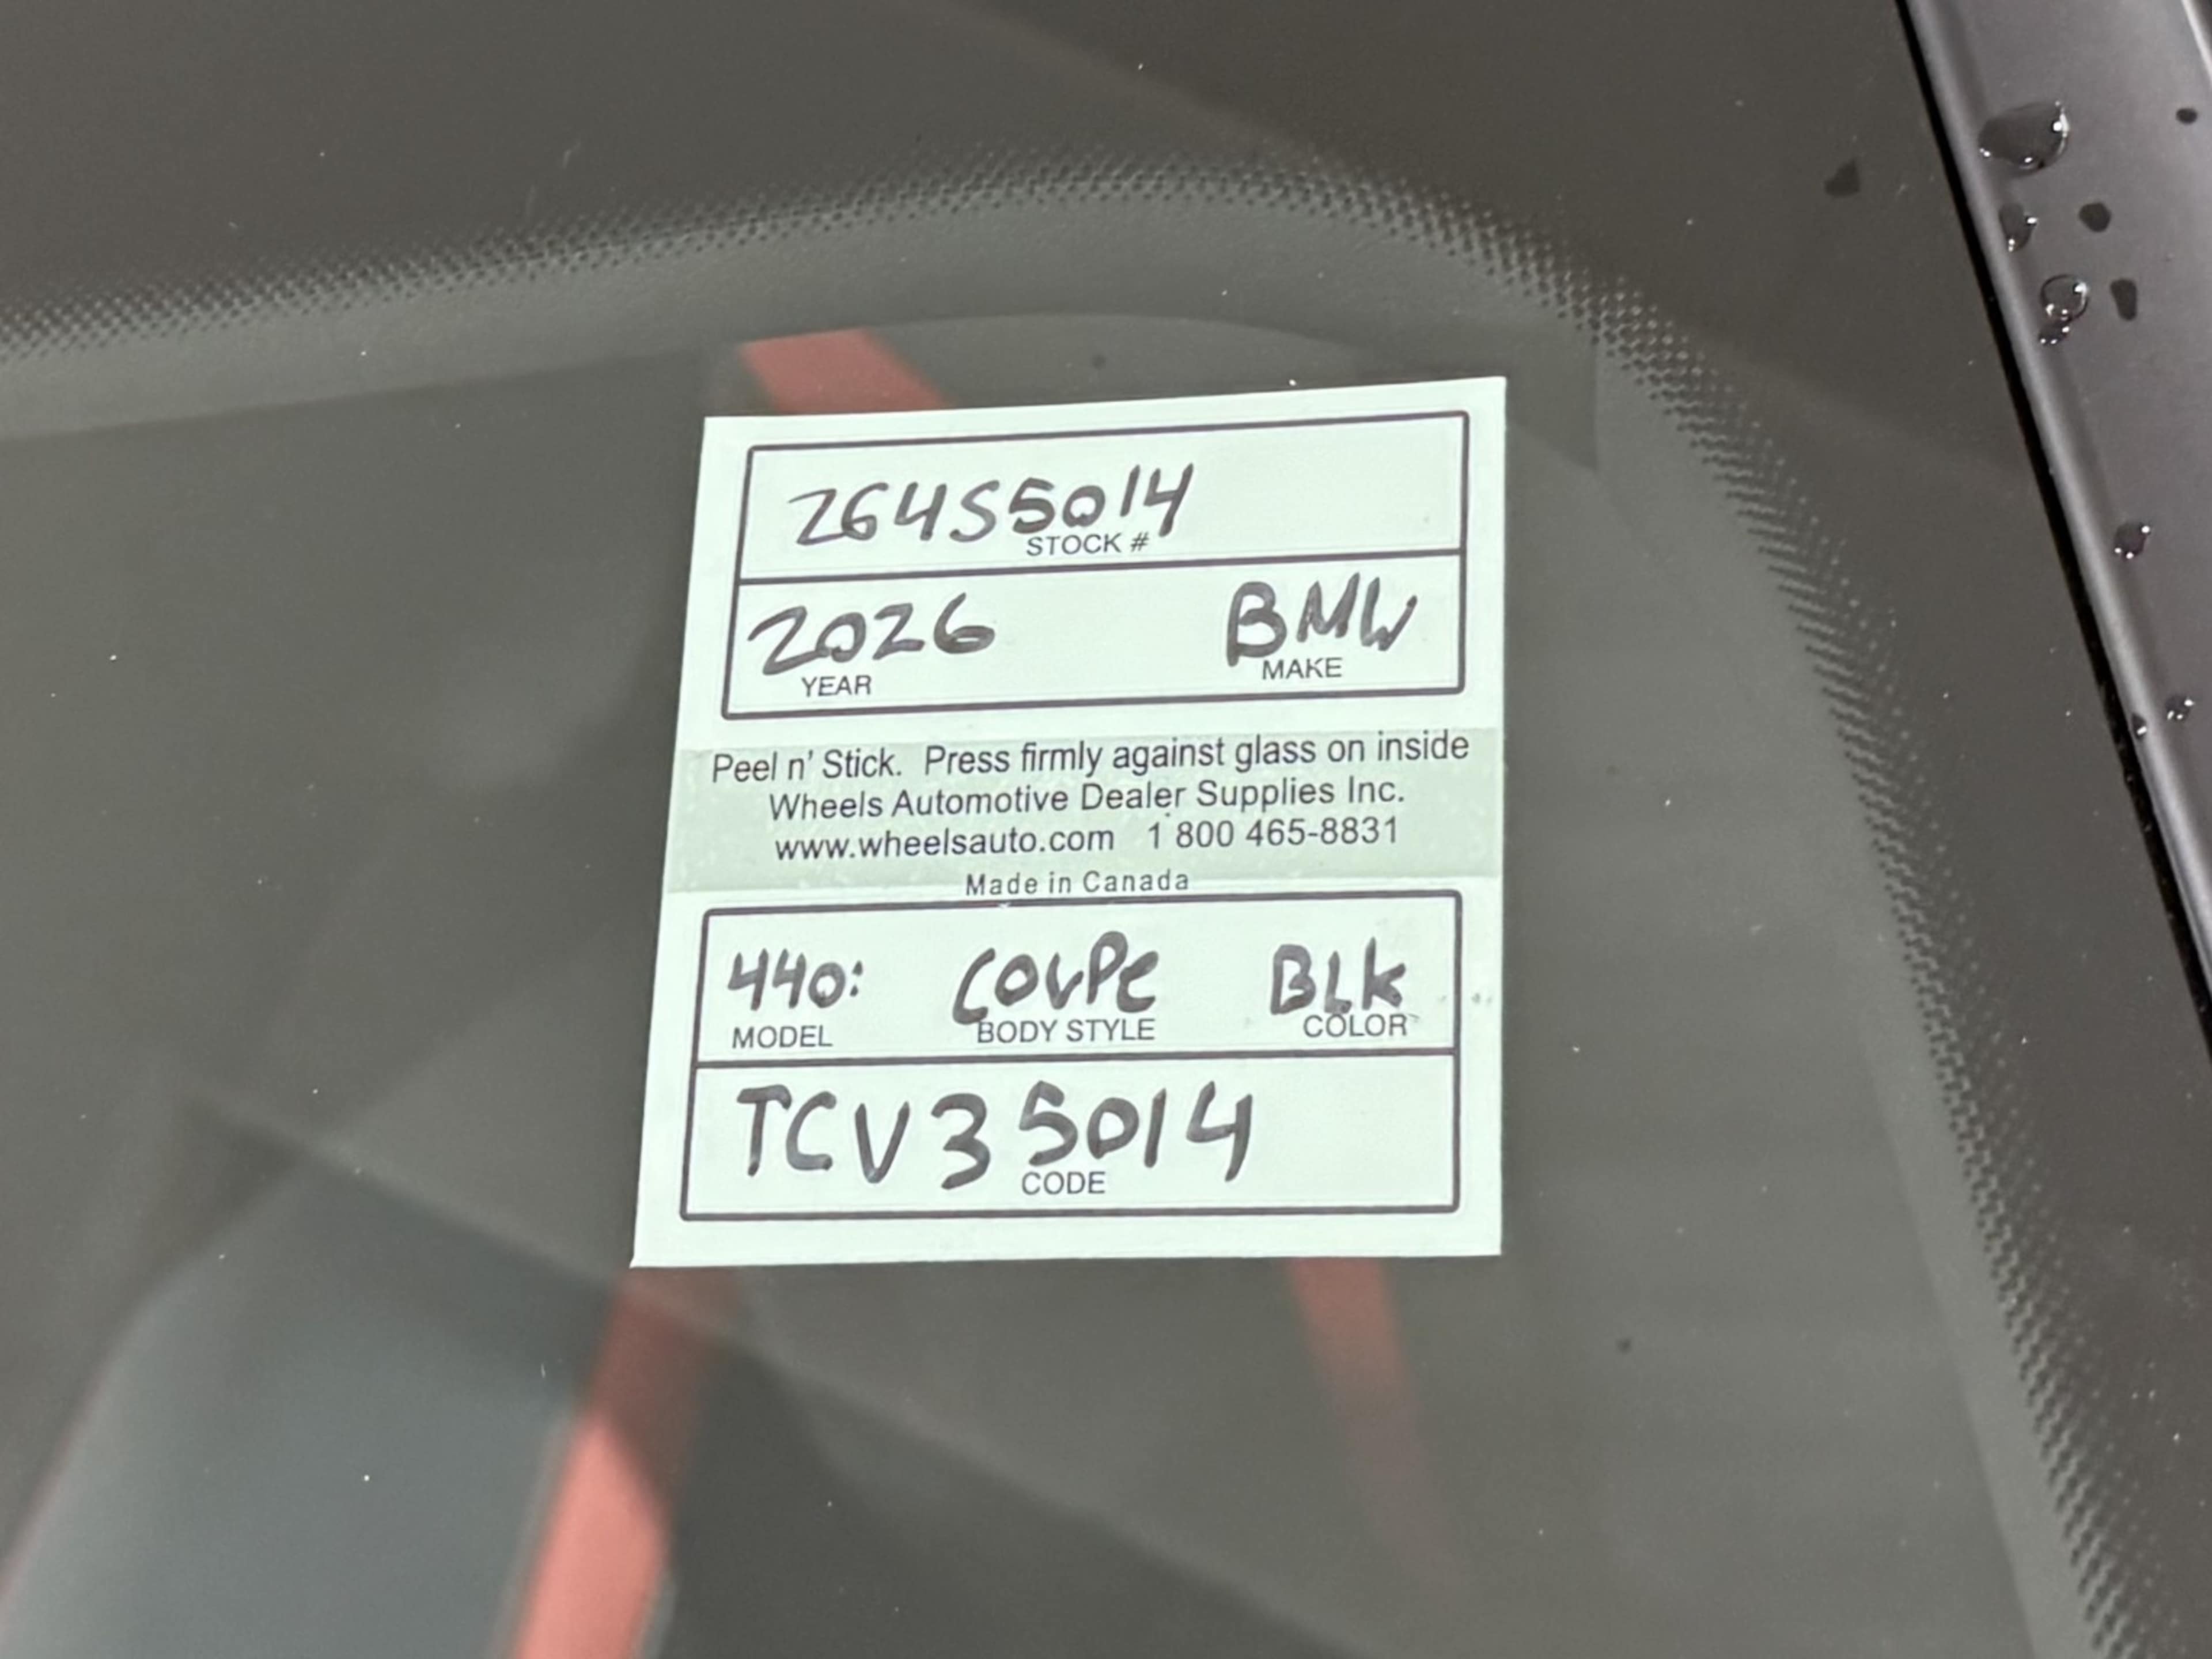 264S5014
STOCK #
2026 BMW
YEAR MAKE
Peel n' Stick. Press firmly against glass on inside
Wheels Automotive Dealer Supplies Inc.
www.wheelsauto.com 1 800 465-8831
Made in Canada
440i COUPe BLK
MODEL BODY STYLE COLOR
TCV35014
CODE